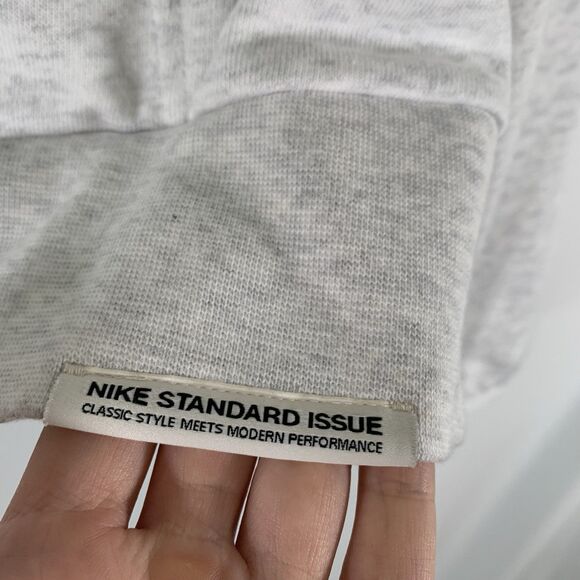 NIKE STANDARD ISSUE
CLASSIC STYLE MEETS MODERN PERFORMANCE